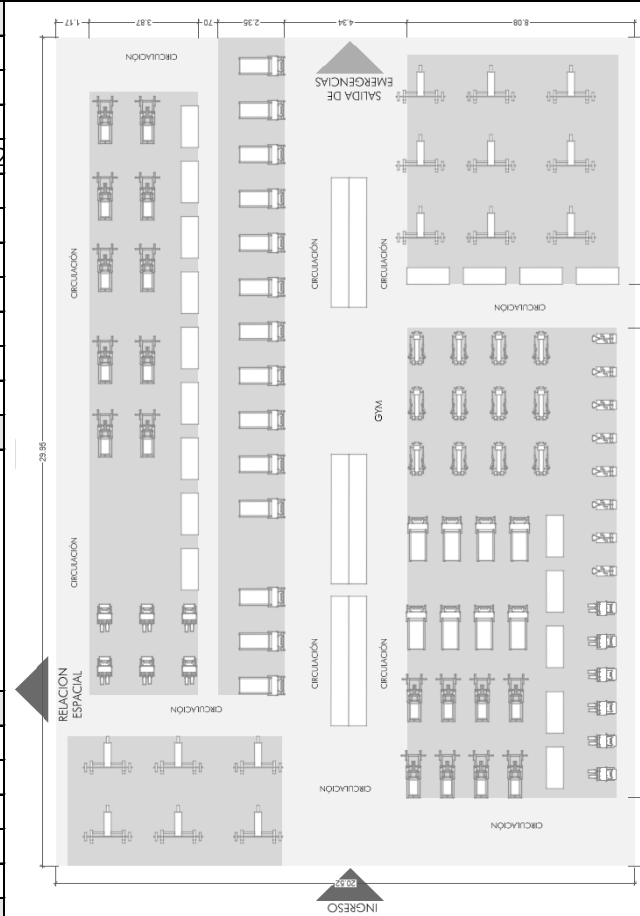 1.17
3.87
.70
2.35
4.34
8.08
CIRCULACIÓN
SALIDA DE
EMERGENCIAS
CIRCULACIÓN
CIRCULACIÓN
CIRCULACIÓN
CIRCULACIÓN
GYM
29.95
CIRCULACIÓN
RELACION
ESPACIAL
CIRCULACIÓN
CIRCULACIÓN
CIRCULACIÓN
CIRCULACIÓN
CIRCULACIÓN
20.52
INGRESO